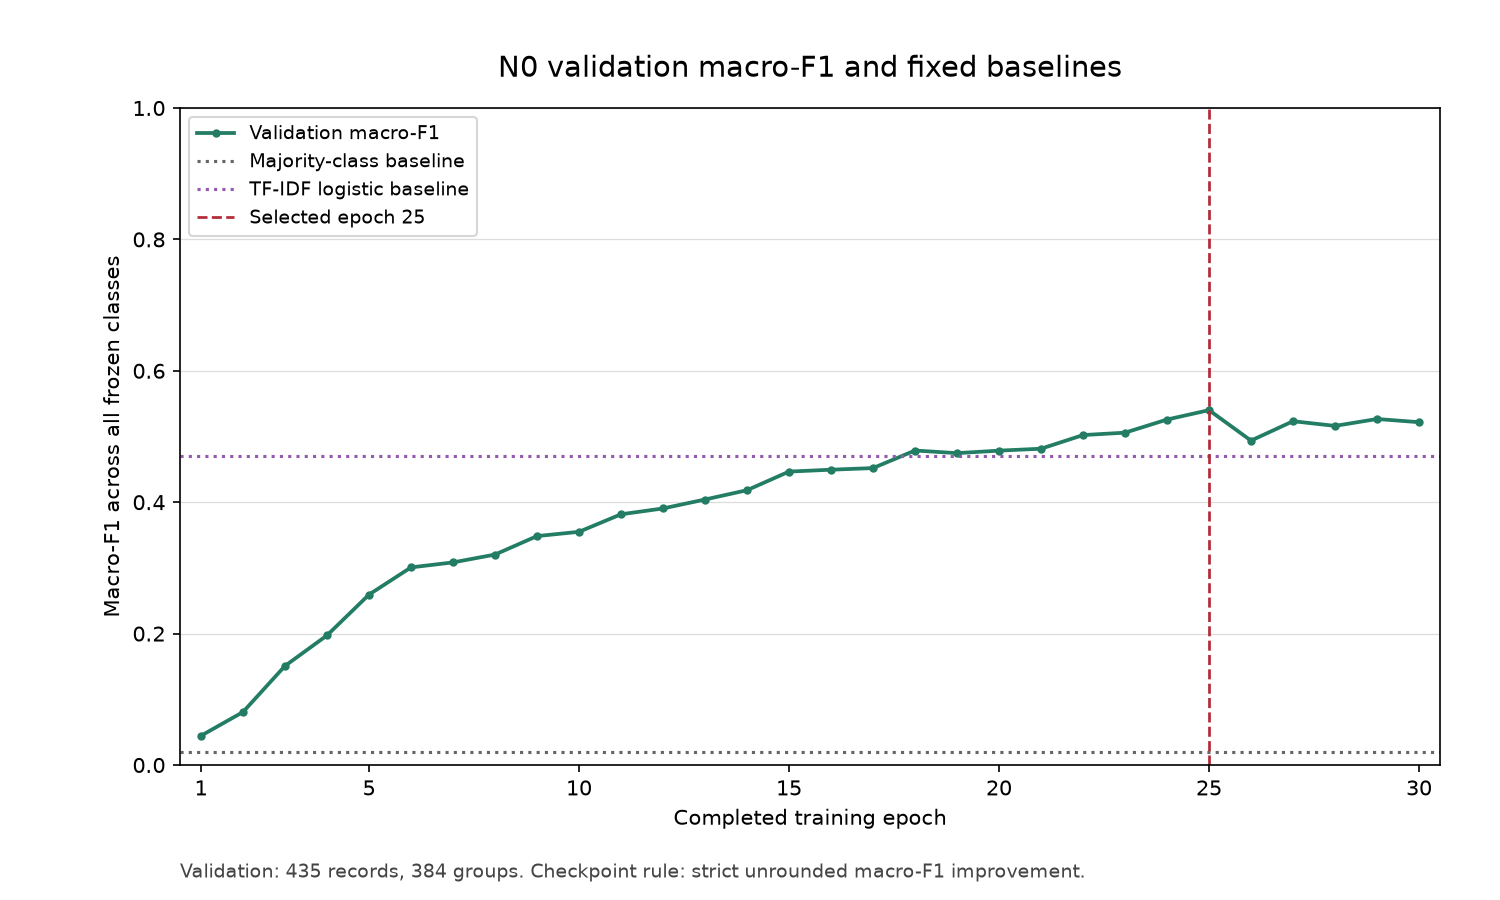 N0 validation macro-F1 and fixed baselines
1.0
0.8
0.6
0.4
0.2
0.0
Macro-F1 across all frozen classes
Validation macro-F1
Majority-class baseline
TF-IDF logistic baseline
Selected epoch 25
1 5 10 15 20 25 30
Completed training epoch
Validation: 435 records, 384 groups. Checkpoint rule: strict unrounded macro-F1 improvement.